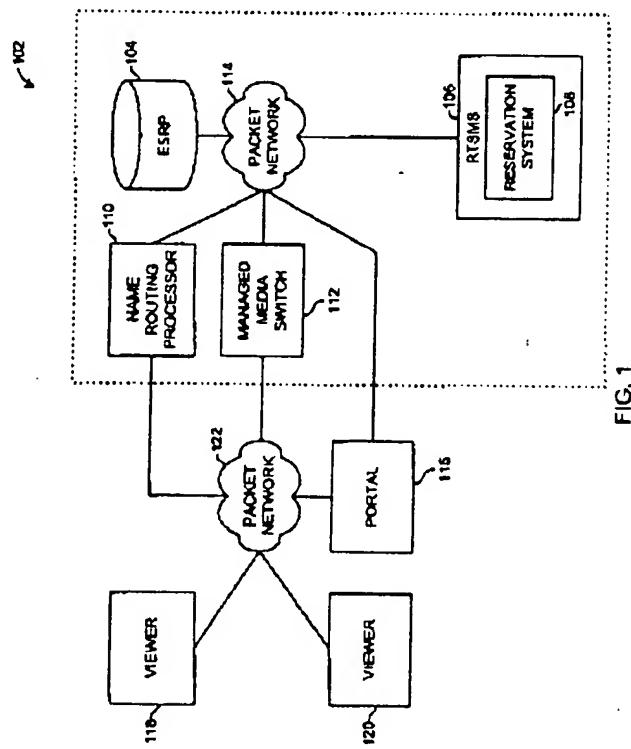 102
104
ESRP
114
PACKET
NETWORK
106
RTSMS
RESERVATION
SYSTEM
108
110
NAME
ROUTING
PROCESSOR
MANAGED
MEDIA
SWITCH
112
122
PACKET
NETWORK
PORTAL
116
VIEWER
118
VIEWER
120
FIG. 1